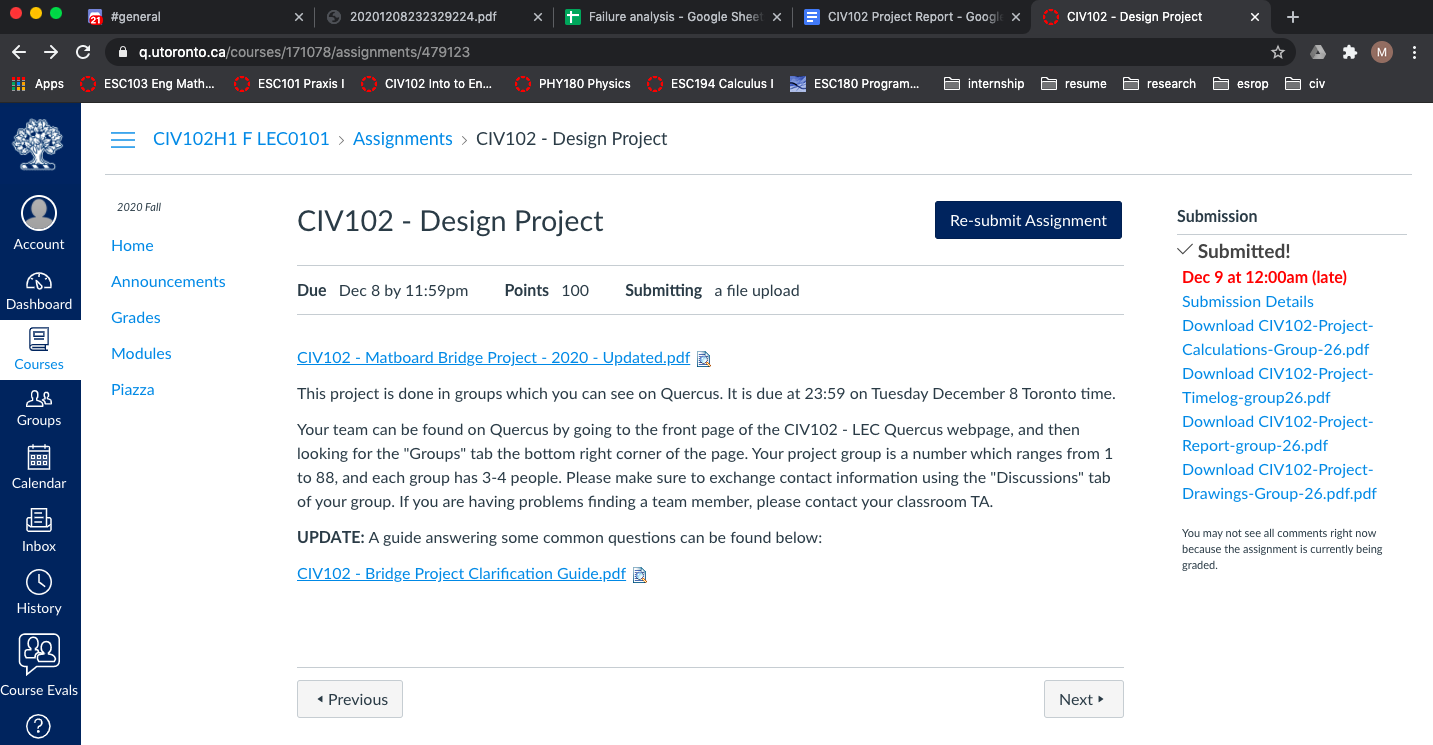 21 #general
20201208232329224.pdf
Failure analysis - Google Sheet
CIV102 Project Report - Googl
CIV102 - Design Project
q.utoronto.ca/courses/171078/assignments/479123
M
Apps
ESC103 Eng Math...
ESC101 Praxis I
CIV102 Into to En...
PHY180 Physics
ESC194 Calculus I
ESC180 Program...
internship
resume
research
esrop
civ
CIV102H1 F LEC0101 › Assignments › CIV102 - Design Project
Account
Dashboard
Courses
Groups
Calendar
Inbox
History
Course Evals
2020 Fall
Home
Announcements
Grades
Modules
Piazza
CIV102 - Design Project
Re-submit Assignment
Due Dec 8 by 11:59pm Points 100 Submitting a file upload
CIV102 - Matboard Bridge Project - 2020 - Updated.pdf
This project is done in groups which you can see on Quercus. It is due at 23:59 on Tuesday December 8 Toronto time.
Your team can be found on Quercus by going to the front page of the CIV102 - LEC Quercus webpage, and then
looking for the "Groups" tab the bottom right corner of the page. Your project group is a number which ranges from 1
to 88, and each group has 3-4 people. Please make sure to exchange contact information using the "Discussions" tab
of your group. If you are having problems finding a team member, please contact your classroom TA.
UPDATE: A guide answering some common questions can be found below:
CIV102 - Bridge Project Clarification Guide.pdf
Previous
Next
Submission
Submitted!
Dec 9 at 12:00am (late)
Submission Details
Download CIV102-Project-
Calculations-Group-26.pdf
Download CIV102-Project-
Timelog-group26.pdf
Download CIV102-Project-
Report-group-26.pdf
Download CIV102-Project-
Drawings-Group-26.pdf.pdf
You may not see all comments right now
because the assignment is currently being
graded.